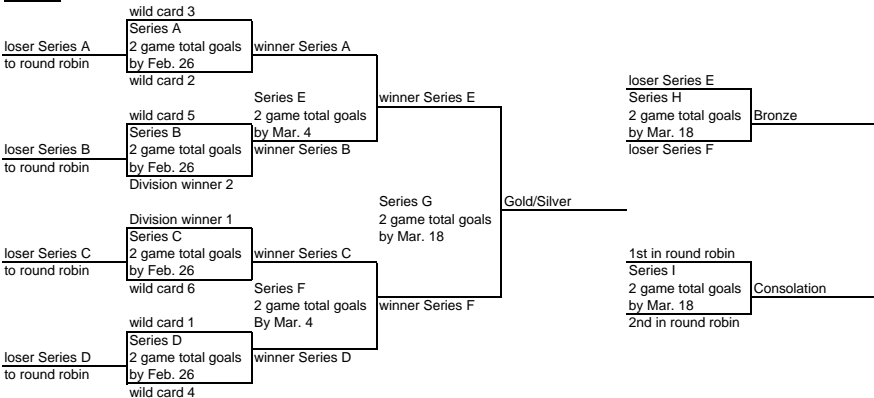 wild card 3
Series A
loser Series A
2 game total goals
winner Series A
to round robin
by Feb. 26
wild card 2
Series E
winner Series E
2 game total goals
by Mar. 4
wild card 5
Series B
loser Series B
2 game total goals
winner Series B
to round robin
by Feb. 26
Division winner 2
Series G
Gold/Silver
2 game total goals
by Mar. 18
Division winner 1
Series C
loser Series C
2 game total goals
winner Series C
to round robin
by Feb. 26
wild card 6
Series F
2 game total goals
winner Series F
By Mar. 4
wild card 1
Series D
loser Series D
2 game total goals
winner Series D
to round robin
by Feb. 26
wild card 4
loser Series E
Series H
2 game total goals
Bronze
by Mar. 18
loser Series F
1st in round robin
Series I
2 game total goals
Consolation
by Mar. 18
2nd in round robin